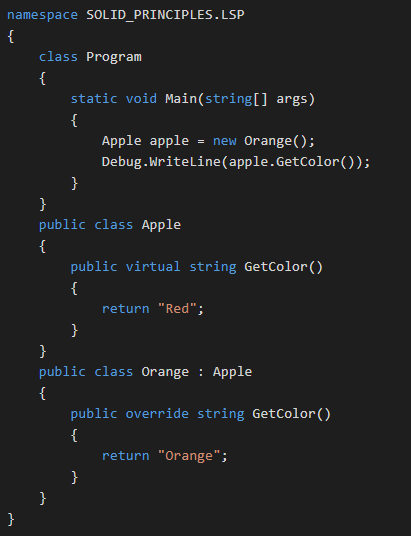 namespace SOLID_PRINCIPLES.LSP
{
    class Program
    {
        static void Main(string[] args)
        {
            Apple apple = new Orange();
            Debug.WriteLine(apple.GetColor());
        }
    }
    public class Apple
    {
        public virtual string GetColor()
        {
            return "Red";
        }
    }
    public class Orange : Apple
    {
        public override string GetColor()
        {
            return "Orange";
        }
    }
}